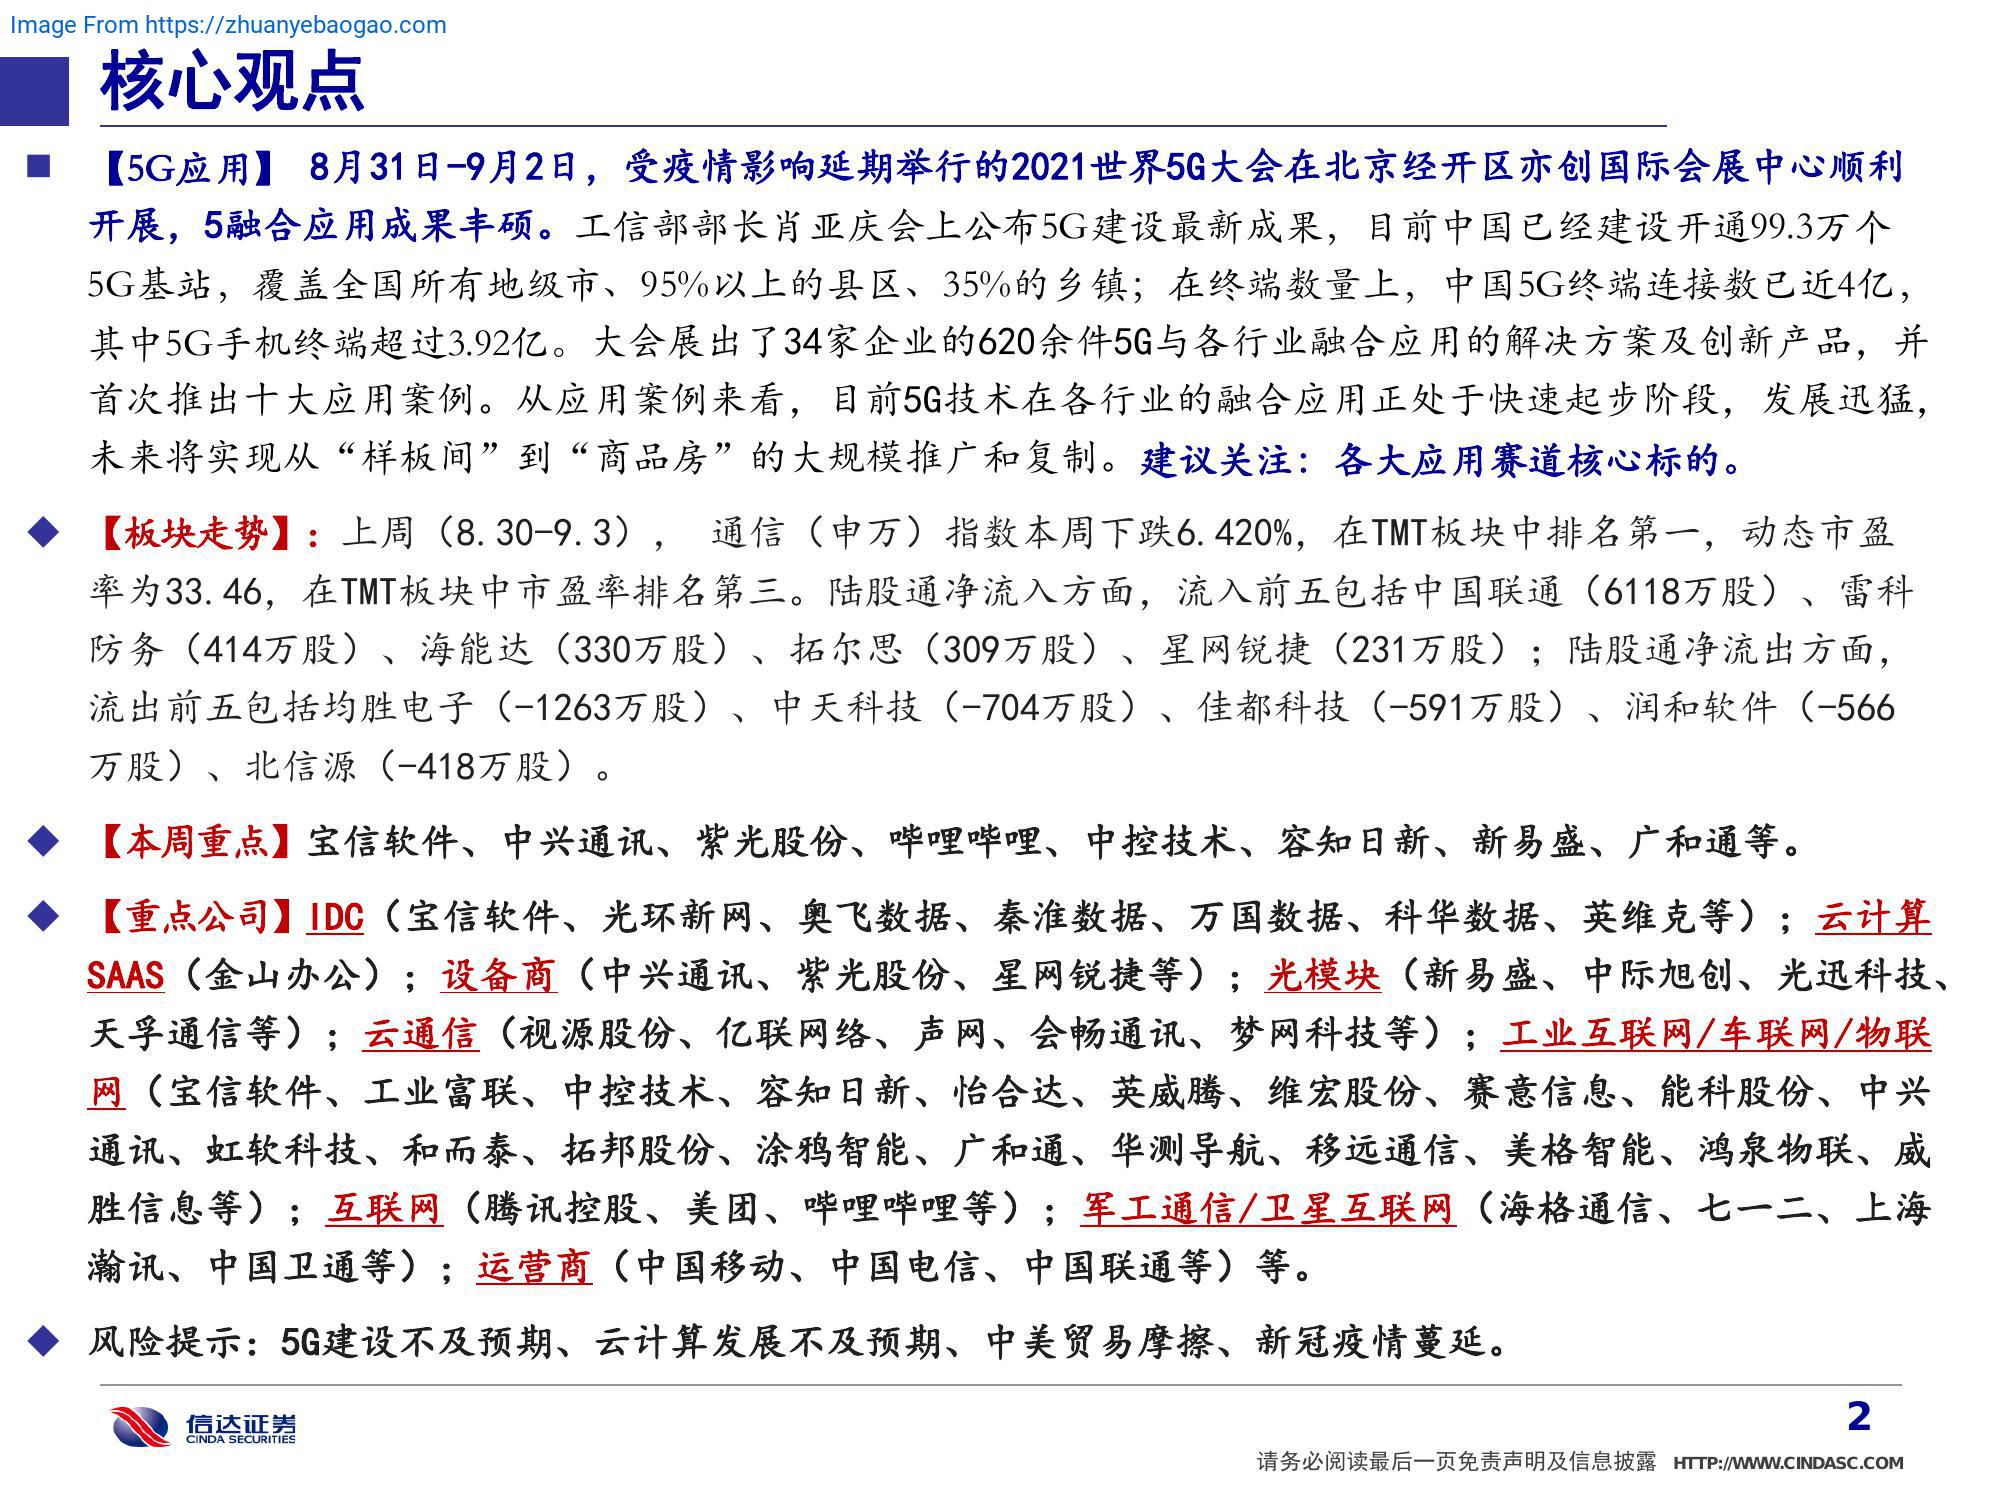 Image From https://zhuanyebaogao.com
核心观点
【5G应用】 8月31日-9月2日，受疫情影响延期举行的2021世界5G大会在北京经开区亦创国际会展中心顺利
开展，5融合应用成果丰硕。工信部部长肖亚庆会上公布5G建设最新成果，目前中国已经建设开通99.3万个
5G基站，覆盖全国所有地级市、95%以上的县区、35%的乡镇；在终端数量上，中国5G终端连接数已近4亿，
其中5G手机终端超过3.92亿。大会展出了34家企业的620余件5G与各行业融合应用的解决方案及创新产品，并
首次推出十大应用案例。从应用案例来看，目前5G技术在各行业的融合应用正处于快速起步阶段，发展迅猛，
未来将实现从“样板间”到“商品房”的大规模推广和复制。建议关注：各大应用赛道核心标的。
【板块走势】：上周（8.30-9.3）， 通信（申万）指数本周下跌6.420%，在TMT板块中排名第一，动态市盈
率为33.46，在TMT板块中市盈率排名第三。陆股通净流入方面，流入前五包括中国联通（6118万股）、雷科
防务（414万股）、海能达（330万股）、拓尔思（309万股）、星网锐捷（231万股）；陆股通净流出方面，
流出前五包括均胜电子（-1263万股）、中天科技（-704万股）、佳都科技（-591万股）、润和软件（-566
万股）、北信源（-418万股）。
【本周重点】宝信软件、中兴通讯、紫光股份、哔哩哔哩、中控技术、容知日新、新易盛、广和通等。
【重点公司】IDC（宝信软件、光环新网、奥飞数据、秦淮数据、万国数据、科华数据、英维克等）；云计算
SAAS（金山办公）；设备商（中兴通讯、紫光股份、星网锐捷等）；光模块（新易盛、中际旭创、光迅科技、
天孚通信等）；云通信（视源股份、亿联网络、声网、会畅通讯、梦网科技等）；工业互联网/车联网/物联
网（宝信软件、工业富联、中控技术、容知日新、怡合达、英威腾、维宏股份、赛意信息、能科股份、中兴
通讯、虹软科技、和而泰、拓邦股份、涂鸦智能、广和通、华测导航、移远通信、美格智能、鸿泉物联、威
胜信息等）；互联网（腾讯控股、美团、哔哩哔哩等）；军工通信/卫星互联网（海格通信、七一二、上海
瀚讯、中国卫通等）；运营商（中国移动、中国电信、中国联通等）等。
风险提示：5G建设不及预期、云计算发展不及预期、中美贸易摩擦、新冠疫情蔓延。
信达证券
CINDA SECURITIES
2
请务必阅读最后一页免责声明及信息披露 HTTP://WWW.CINDASC.COM